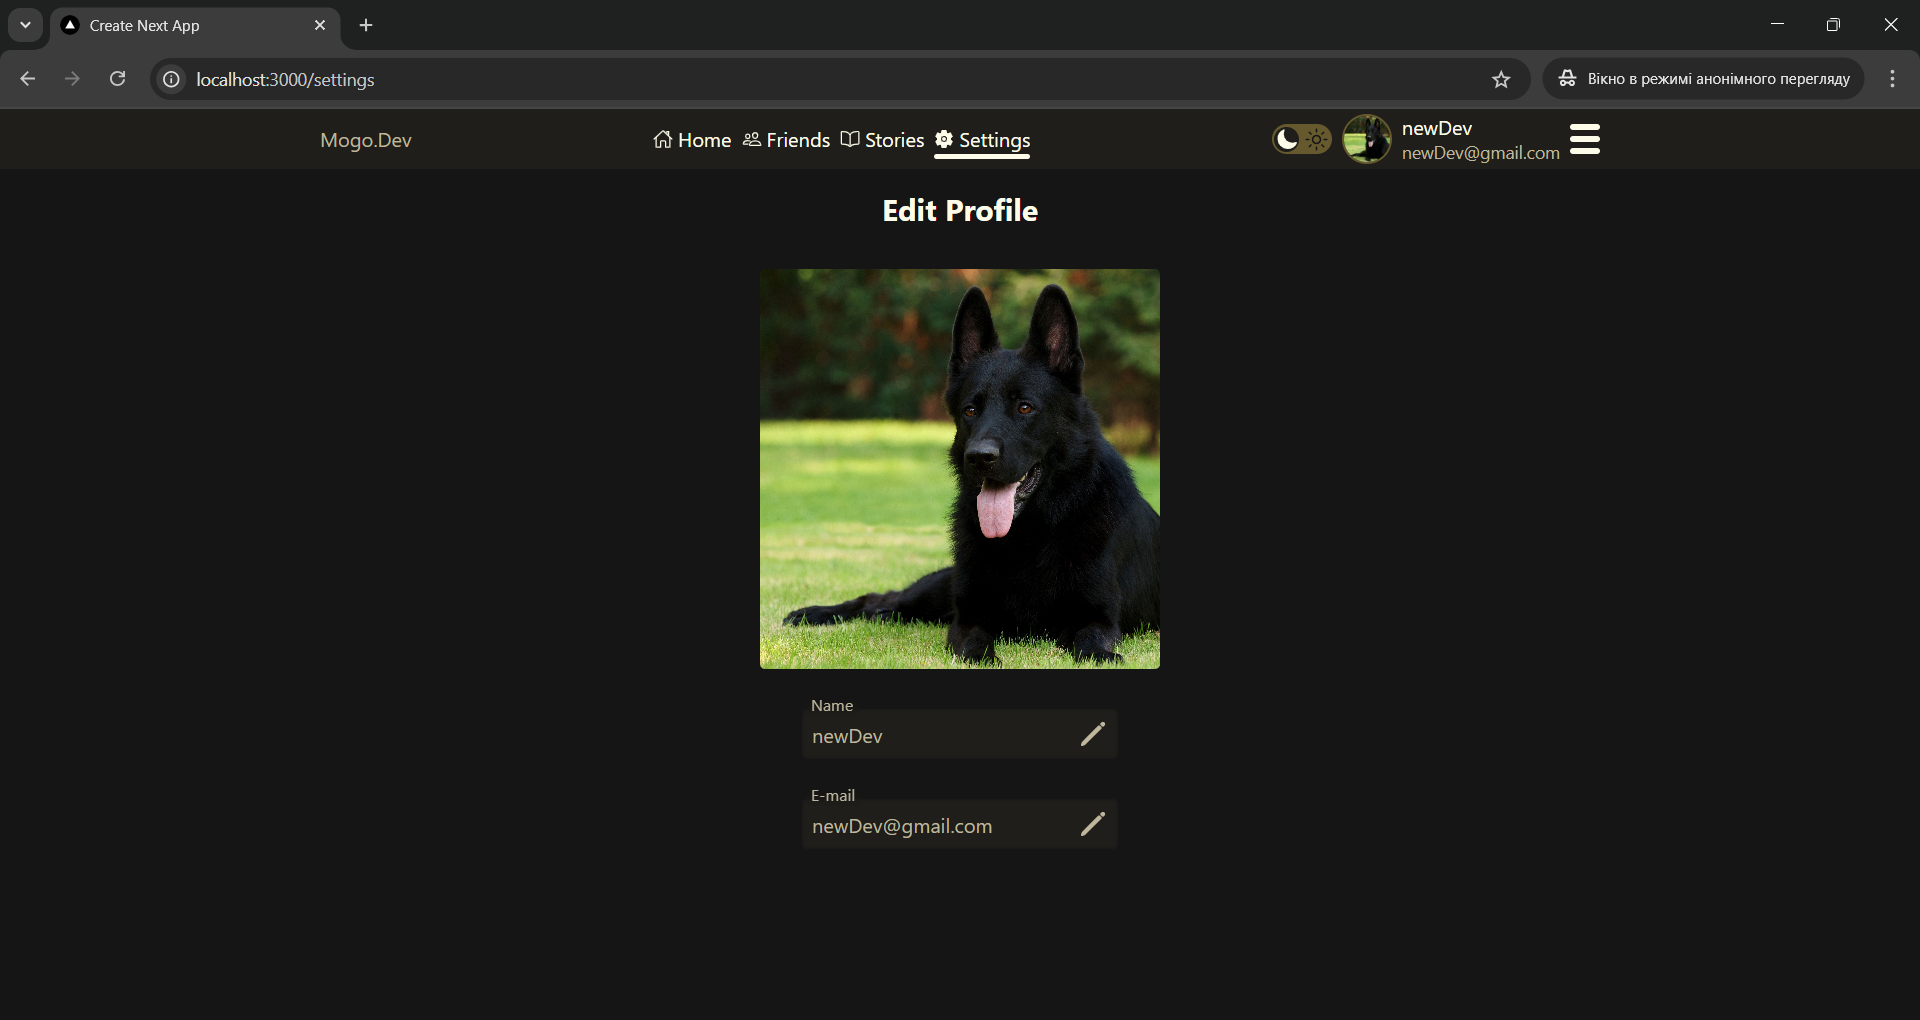 Create Next App
localhost:3000/settings
Вікно в режимі анонімного перегляду
Mogo.Dev
Home
Friends
Stories
Settings
newDev
newDev@gmail.com
Edit Profile
Name
newDev
E-mail
newDev@gmail.com